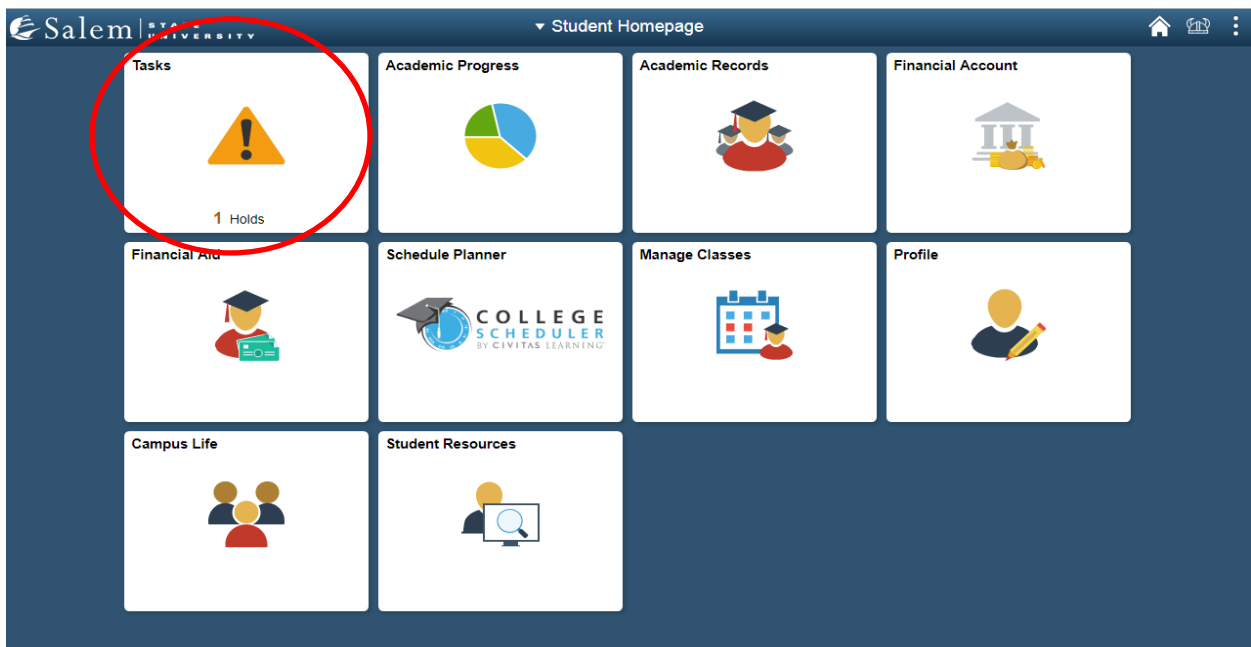 Salem STATE UNIVERSITY
Student Homepage
Tasks
Academic Progress
Academic Records
Financial Account
1 Holds
Financial Aid
Schedule Planner
Manage Classes
Profile
COLLEGE
SCHEDULER
BY CIVITAS LEARNING
Campus Life
Student Resources